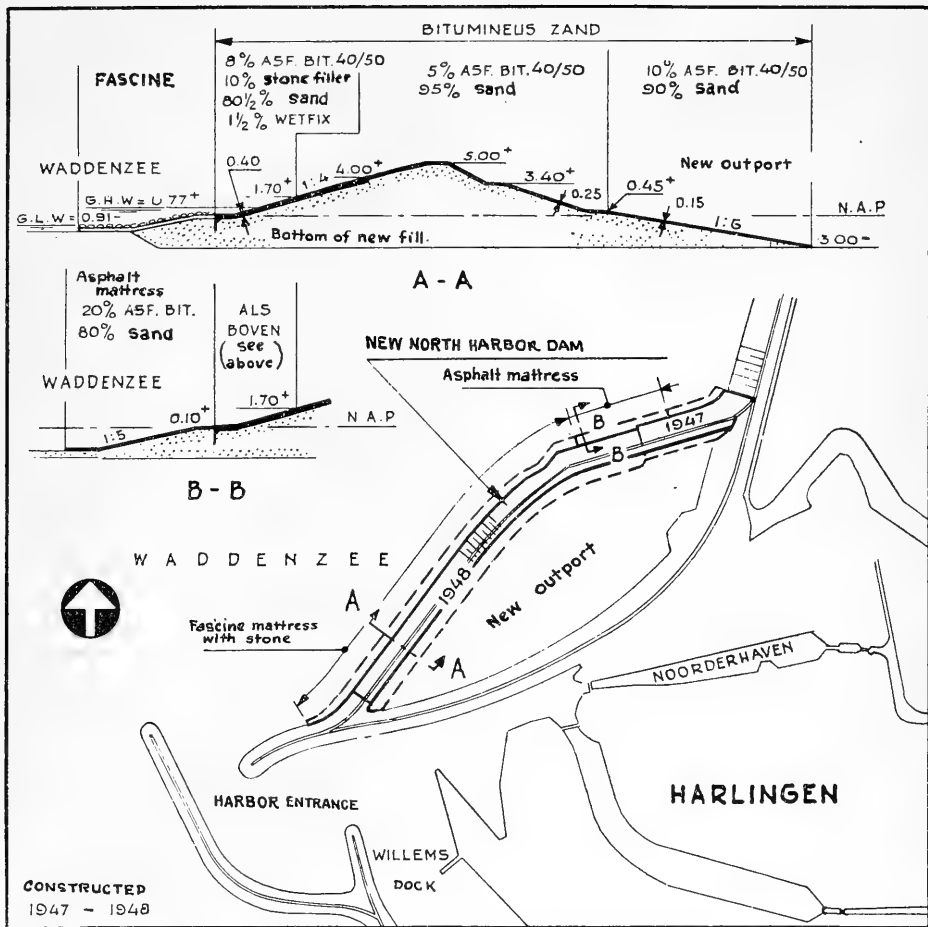 BITUMINEUS ZAND
FASCINE
8% ASF. BIT. 40/50
10% stone filler
80½% sand
1½% WETFIX
5% ASF. BIT. 40/50
95% sand
10% ASF. BIT. 40/50
90% sand
WADDENZEE
0.40
1.70+
1:4
4.00+
5.00+
3.40+
0.25
0.45+
New outport
0.15
G.H.W = 0.77+
G.L.W = 0.91-
N.A.P
1:6
Bottom of new fill.
3.00-
A - A
Asphalt
mattress
20% ASF. BIT.
80% sand
ALS
BOVEN
(see
above)
WADDENZEE
1.70+
0.10+
N A.P
1:5
B - B
NEW NORTH HARBOR DAM
Asphalt mattress
B
1947
B
WADDENZEE
1948
New outport
A
Fascine mattress
with stone
A
NOORDERHAVEN
HARLINGEN
HARBOR ENTRANCE
WILLEMS
DOCK
CONSTRUCTED
1947 - 1948